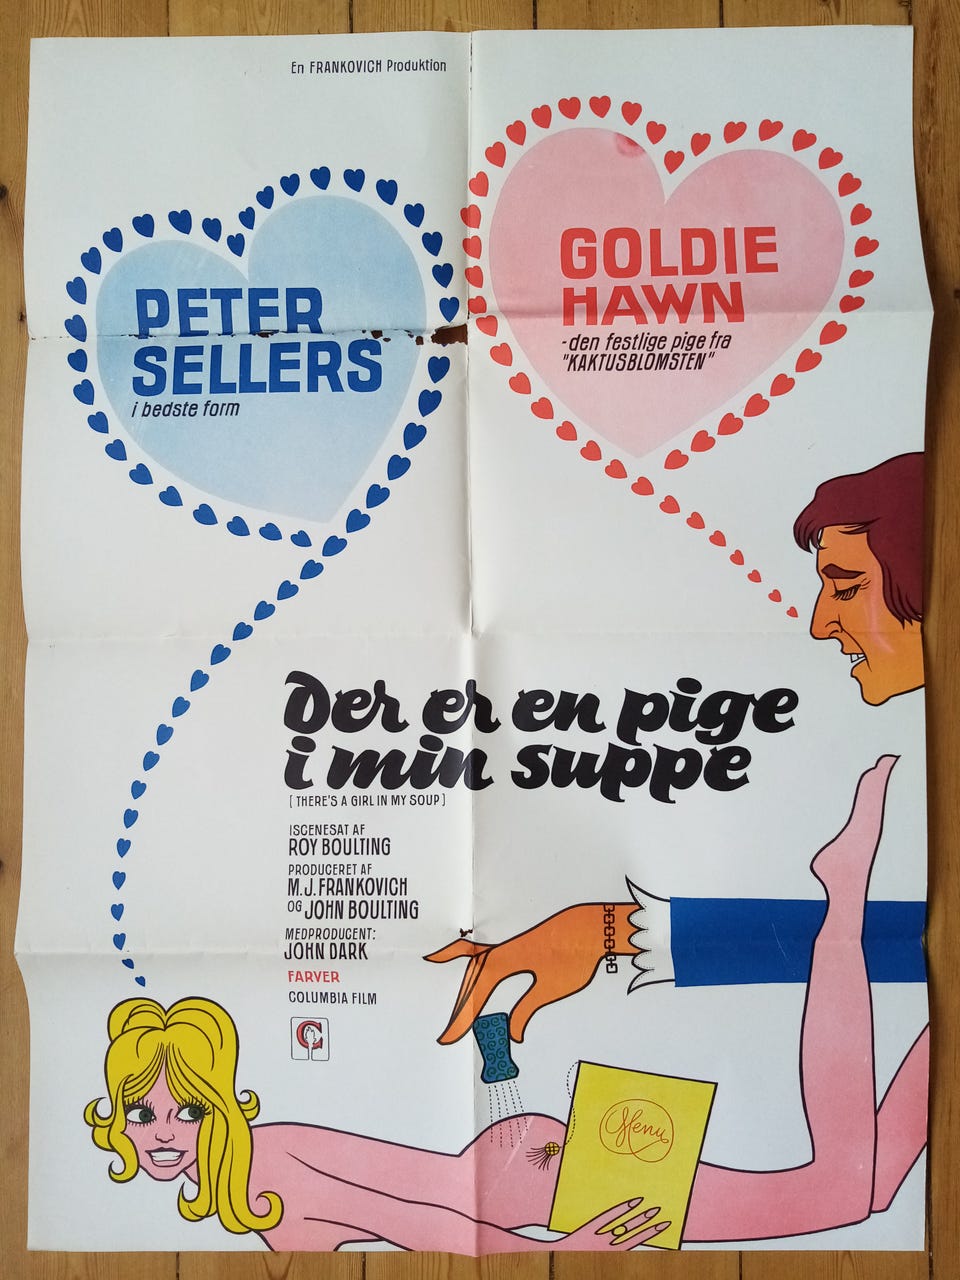 En FRANKOVICH Produktion
PETER
SELLERS
i bedste form
GOLDIE
HAWN
-den festlige pige fra
"KAKTUSBLOMSTEN"
Der er en pige
i min suppe
[THERE'S A GIRL IN MY SOUP]
ISCENESAT AF
ROY BOULTING
PRODUCERET AF
M.J. FRANKOVICH
OG JOHN BOULTING
MEDPRODUCENT:
JOHN DARK
FARVER
COLUMBIA FILM
C
Menu